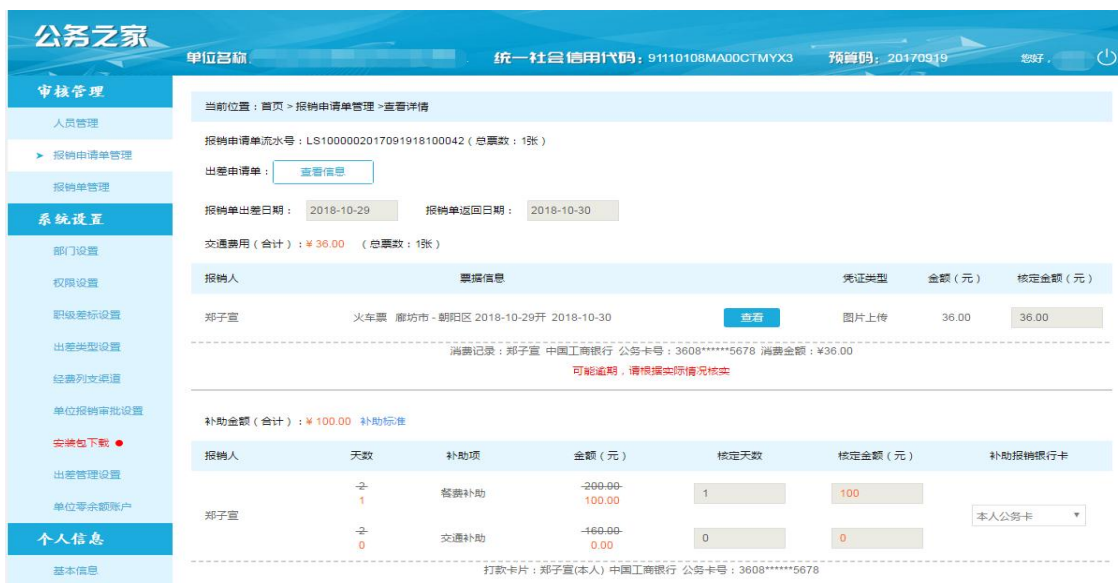 公务之家
单位名称
统一社会信用代码：91110108MA00CTMYX3
预算码：20170919
您好，
审核管理
人员管理
报销申请单管理
报销单管理
系统设置
部门设置
权限设置
职级差标设置
出差类型设置
经费列支渠道
单位报销审批设置
安装包下载
出差管理设置
单位零余额账户
个人信息
基本信息
当前位置：首页 > 报销申请单管理 >查看详情
报销申请单流水号：LS1000002017091918100042（总票数：1张）
出差申请单： 查看信息
报销单出差日期： 2018-10-29 报销单返回日期： 2018-10-30
交通费用（合计）：¥ 36.00 （总票数：1张）
报销人 票据信息 凭证类型 金额（元） 核定金额（元）
郑子宣 火车票 廊坊市 - 朝阳区 2018-10-29开 2018-10-30 查看 图片上传 36.00 36.00
消费记录：郑子宣 中国工商银行 公务卡号：3608******5678 消费金额：¥36.00
可能逾期，请根据实际情况核实
补助金额（合计）：¥ 100.00 补助标准
报销人 天数 补助项 金额（元） 核定天数 核定金额（元） 补助报销银行卡
郑子宣
2 餐费补助 200.00
1 100.00 1 100
本人公务卡
2 交通补助 160.00
0 0.00 0 0
打款卡片：郑子宣(本人) 中国工商银行 公务卡号：3608******5678